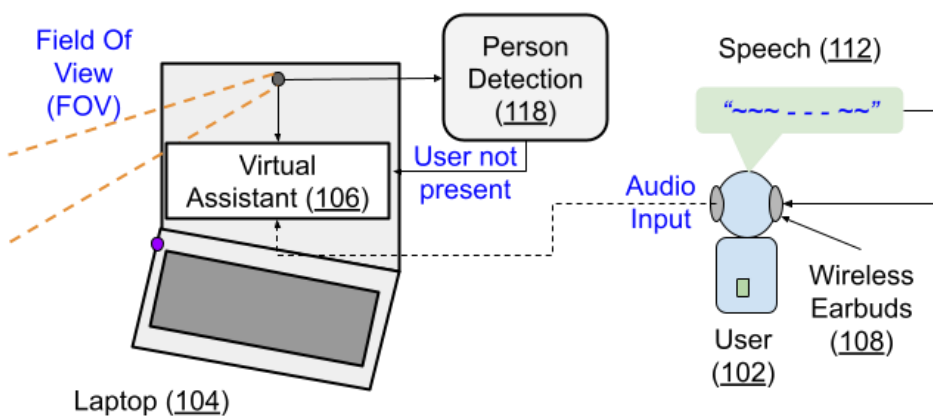 Field Of
View
(FOV)
Person
Detection
(118)
Speech (112)
“~~~ - - - ~~”
Virtual
Assistant (106)
User not
present
Audio
Input
Wireless
Earbuds
(108)
User
(102)
Laptop (104)